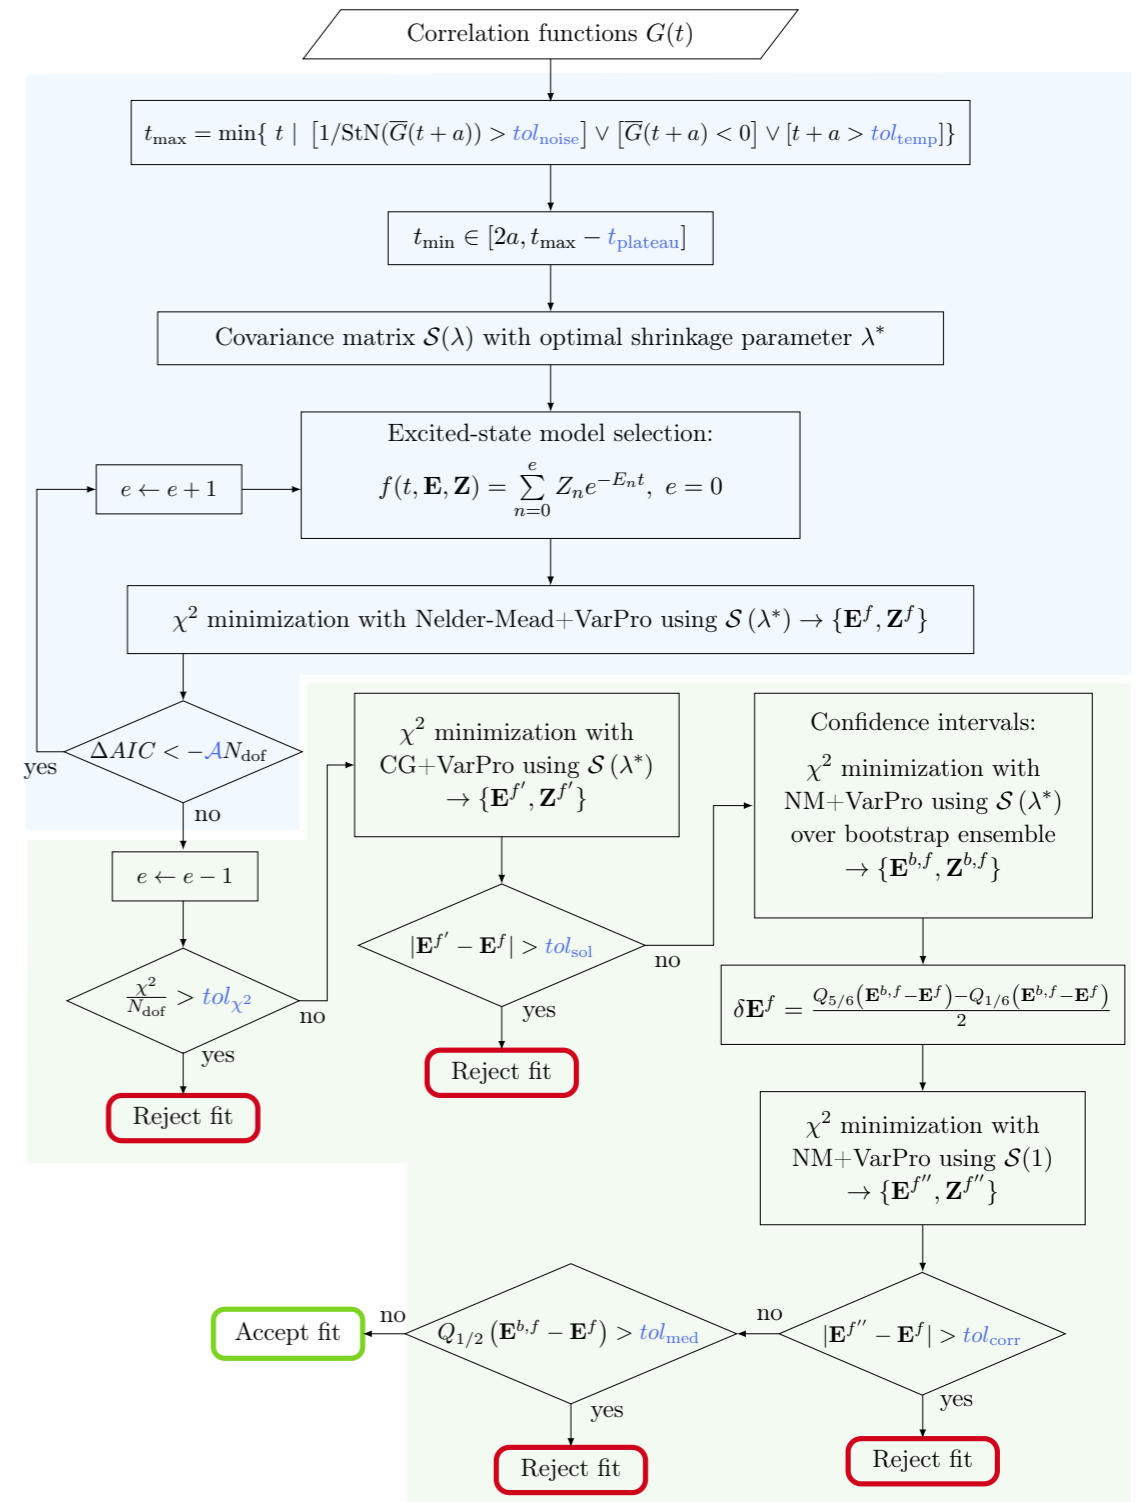 Correlation functions G(t)
t_max = min{ t | [1/StN(G̅(t + a)) > tol_noise] ∨ [G̅(t + a) < 0] ∨ [t + a > tol_temp]}
t_min ∈ [2a, t_max − t_plateau]
Covariance matrix 𝒮(λ) with optimal shrinkage parameter λ*
Excited-state model selection:
f(t, E, Z) = ∑_{n=0}^{e} Z_n e^{−E_n t}, e = 0
e ← e + 1
χ² minimization with Nelder-Mead+VarPro using 𝒮(λ*) → {E^f, Z^f}
ΔAIC < −𝒜N_dof
yes
no
e ← e − 1
χ²/N_dof > tol_χ²
no
yes
Reject fit
χ² minimization with
CG+VarPro using 𝒮(λ*)
→ {E^{f′}, Z^{f′}}
|E^{f′} − E^f| > tol_sol
no
yes
Reject fit
Confidence intervals:
χ² minimization with
NM+VarPro using 𝒮(λ*)
over bootstrap ensemble
→ {E^{b,f}, Z^{b,f}}
δE^f = (Q_{5/6}(E^{b,f}−E^f)−Q_{1/6}(E^{b,f}−E^f))/2
χ² minimization with
NM+VarPro using 𝒮(1)
→ {E^{f″}, Z^{f″}}
|E^{f″} − E^f| > tol_corr
no
yes
Reject fit
Q_{1/2}(E^{b,f} − E^f) > tol_med
no
yes
Reject fit
Accept fit